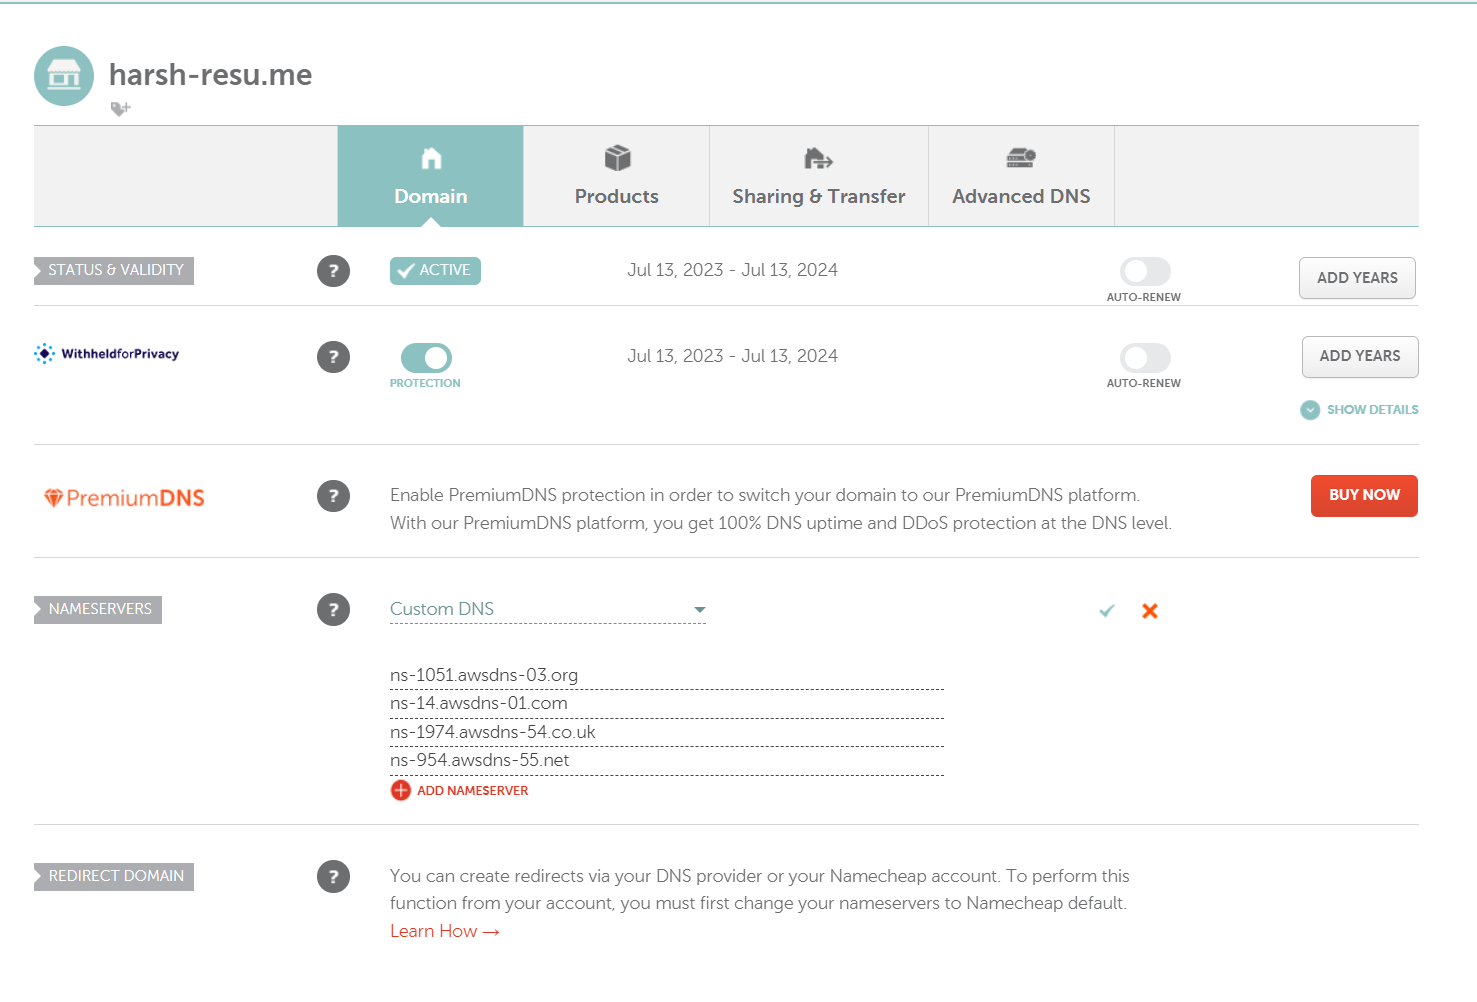 harsh-resu.me
Domain
Products
Sharing & Transfer
Advanced DNS
STATUS & VALIDITY
?
ACTIVE
Jul 13, 2023 - Jul 13, 2024
AUTO-RENEW
ADD YEARS
WithheldforPrivacy
?
PROTECTION
Jul 13, 2023 - Jul 13, 2024
AUTO-RENEW
ADD YEARS
SHOW DETAILS
PremiumDNS
?
Enable PremiumDNS protection in order to switch your domain to our PremiumDNS platform.
With our PremiumDNS platform, you get 100% DNS uptime and DDoS protection at the DNS level.
BUY NOW
NAMESERVERS
?
Custom DNS
ns-1051.awsdns-03.org
ns-14.awsdns-01.com
ns-1974.awsdns-54.co.uk
ns-954.awsdns-55.net
ADD NAMESERVER
REDIRECT DOMAIN
?
You can create redirects via your DNS provider or your Namecheap account. To perform this
function from your account, you must first change your nameservers to Namecheap default.
Learn How →